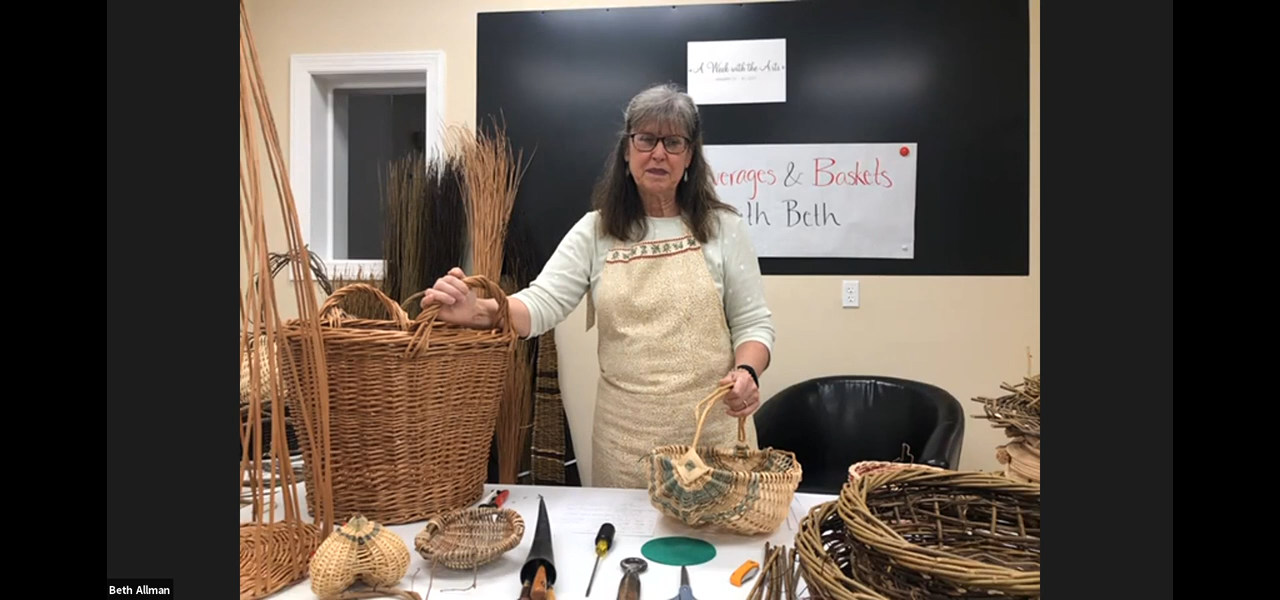 A Week with the Arts
verages & Baskets
th Beth
Beth Allman